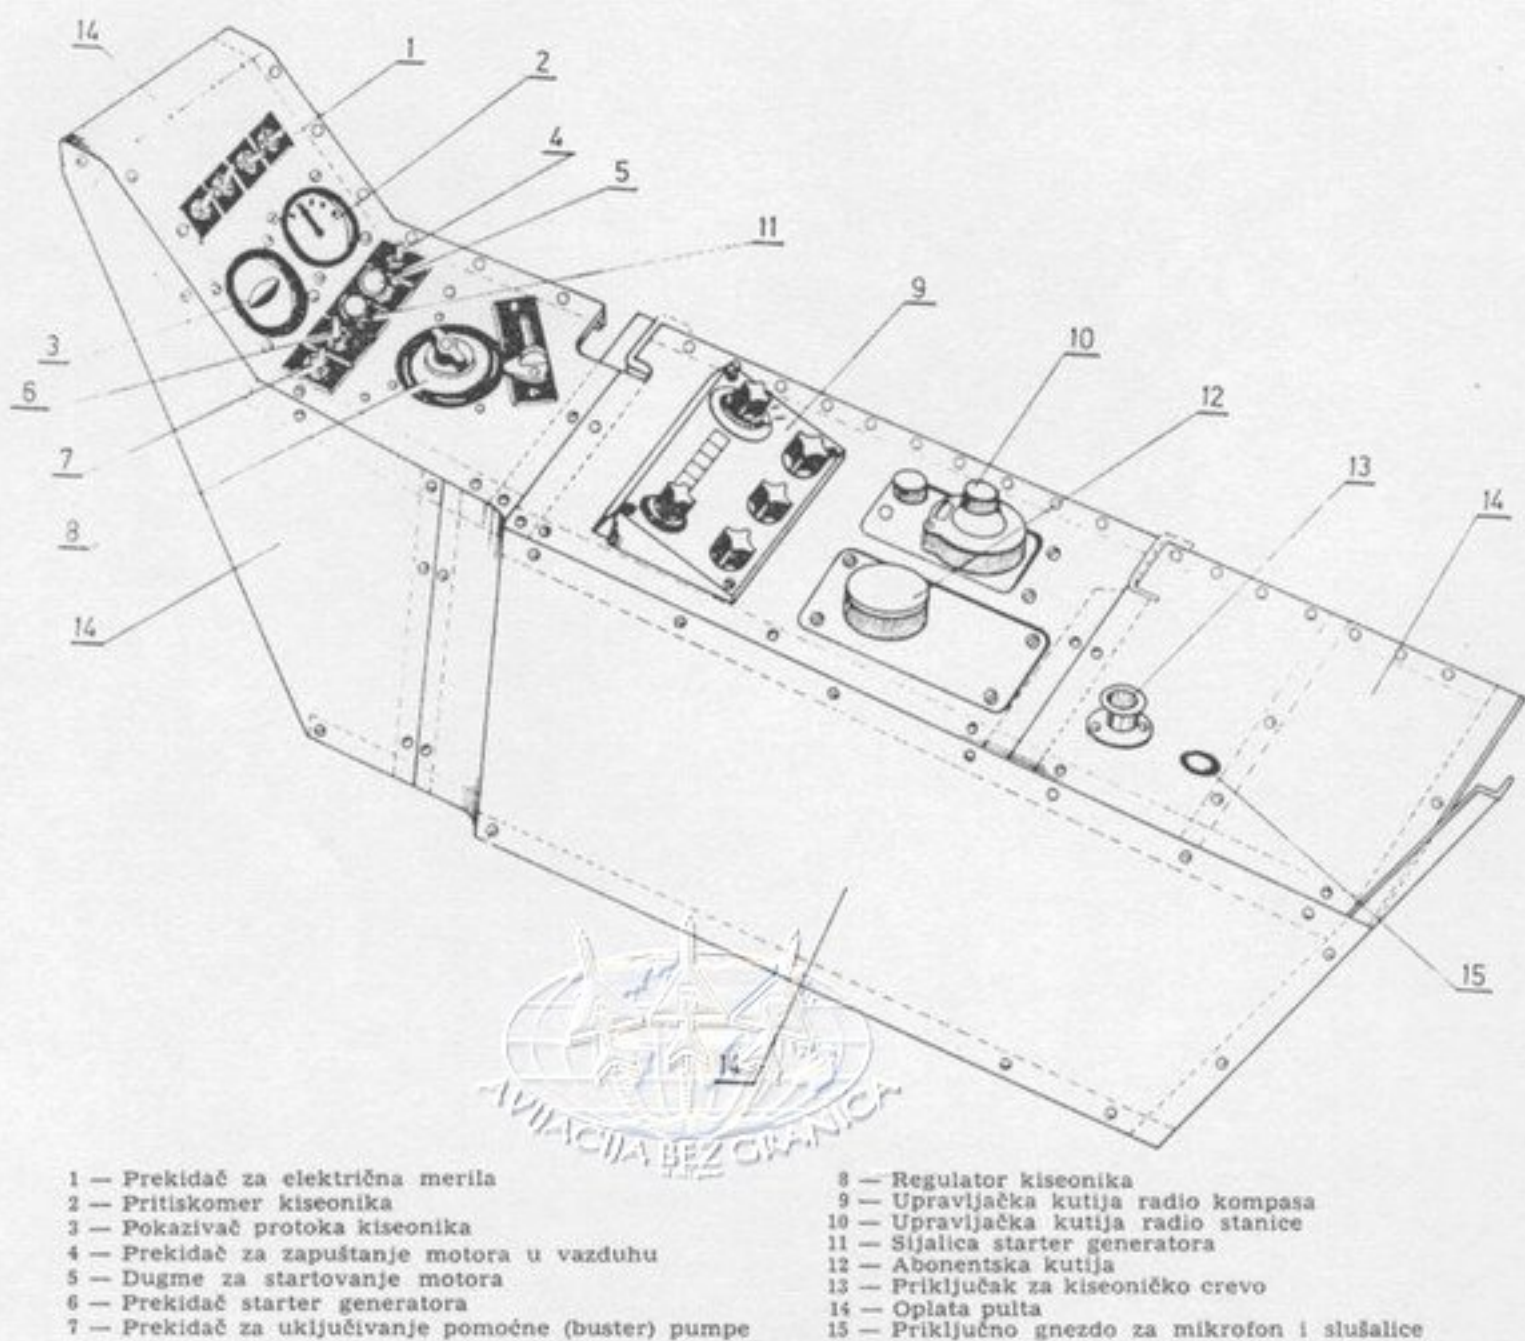 14
1
2
4
5
11
9
10
12
13
14
3
6
7
8
14
15
14
AVIJACIJA BEZ GRANICA
1 — Prekidač za električna merila
2 — Pritiskomer kiseonika
3 — Pokazivač protoka kiseonika
4 — Prekidač za zapuštanje motora u vazduhu
5 — Dugme za startovanje motora
6 — Prekidač starter generatora
7 — Prekidač za uključivanje pomoćne (buster) pumpe
8 — Regulator kiseonika
9 — Upravljačka kutija radio kompasa
10 — Upravljačka kutija radio stanice
11 — Sijalica starter generatora
12 — Abonentska kutija
13 — Priključak za kiseoničko crevo
14 — Oplata pulta
15 — Priključno gnezdo za mikrofon i slušalice